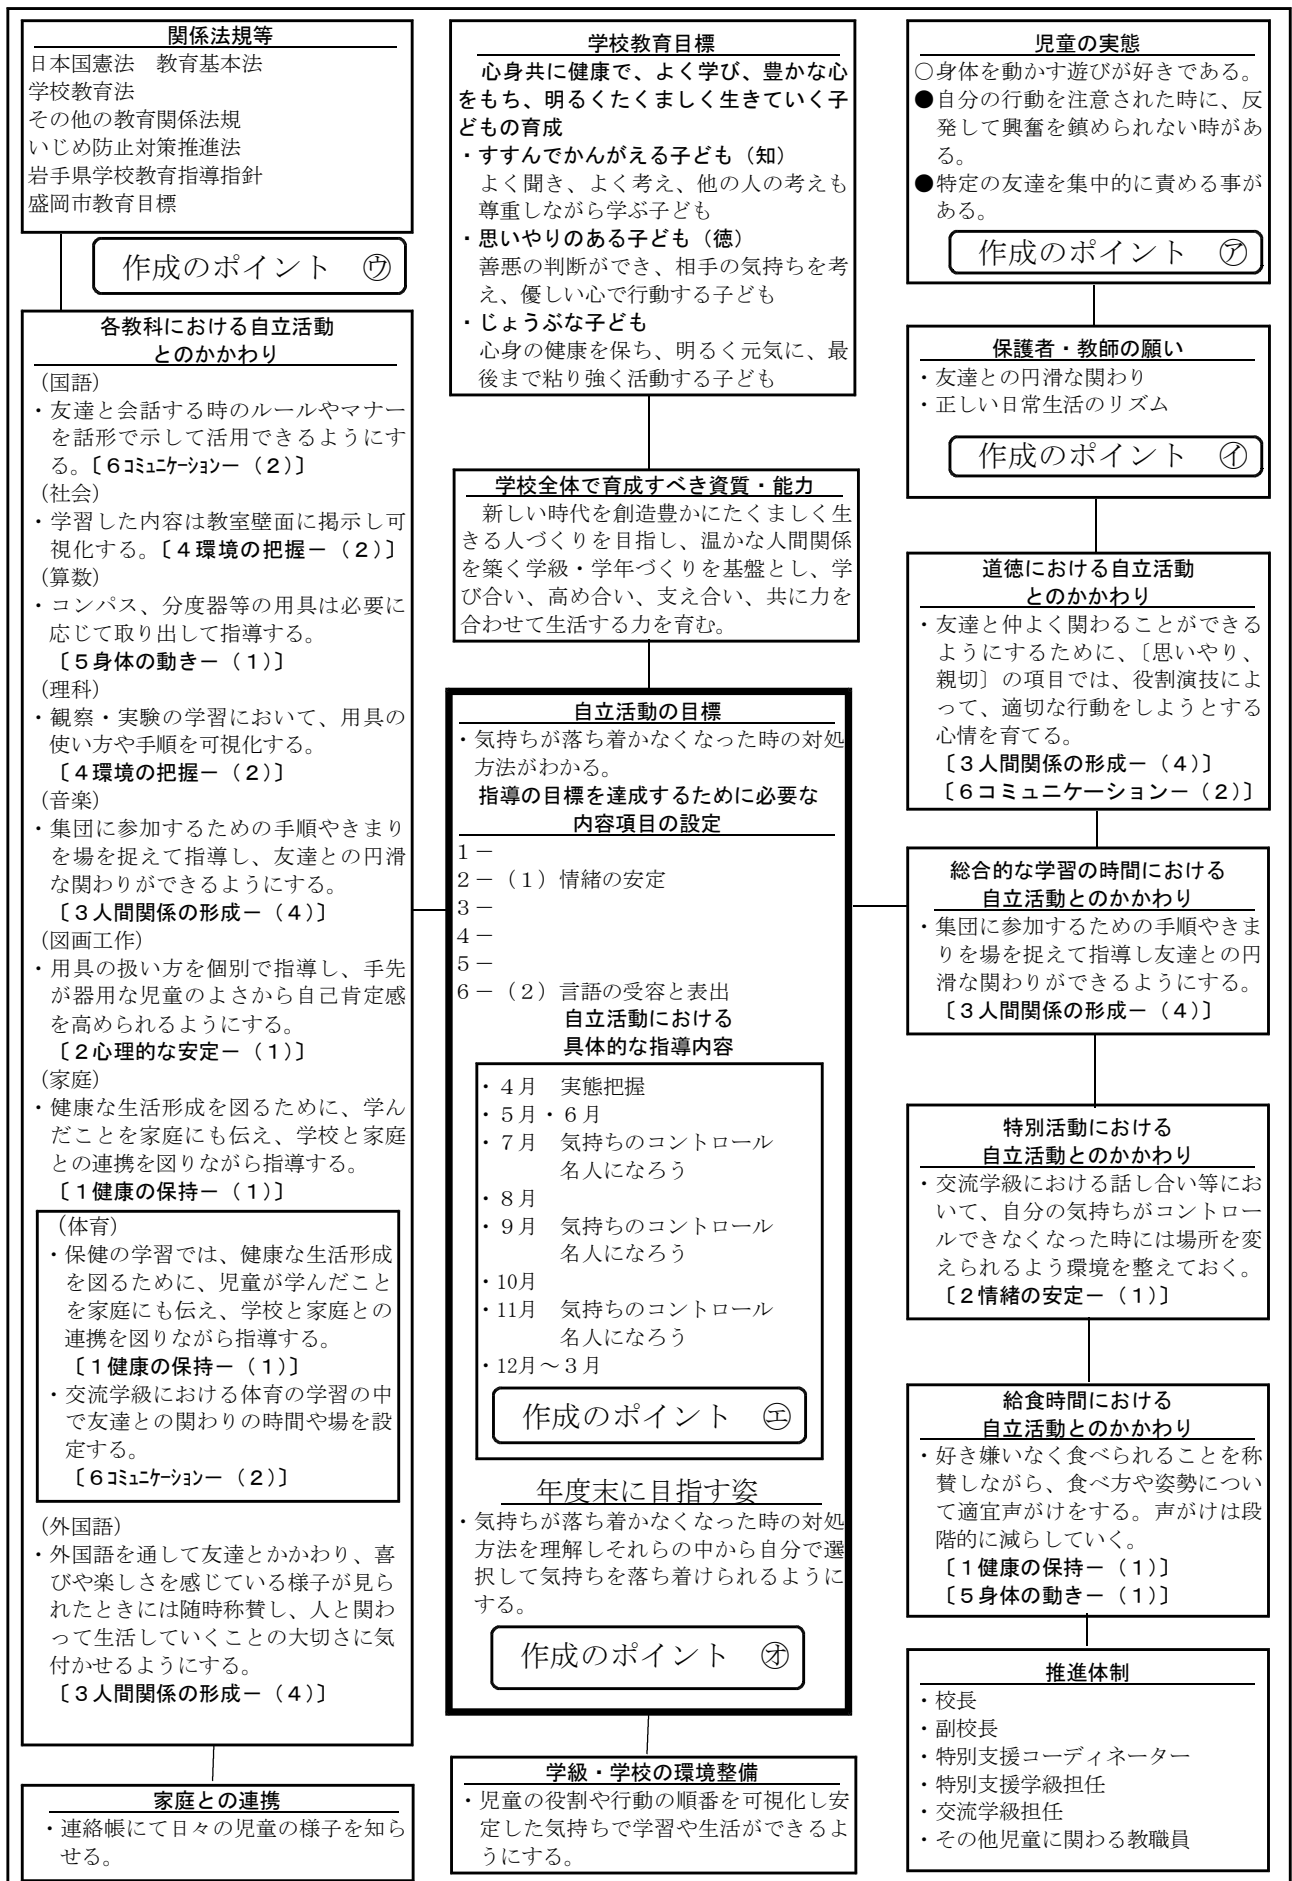 関係法規等
日本国憲法　教育基本法
学校教育法
その他の教育関係法規
いじめ防止対策推進法
岩手県学校教育指導指針
盛岡市教育目標
作成のポイント　㋒
各教科における自立活動
とのかかわり
（国語）
・友達と会話する時のルールやマナー
を話形で示して活用できるようにす
る。〔６ｺﾐｭﾆｹｰｼｮﾝ－（２）〕
（社会）
・学習した内容は教室壁面に掲示し可
視化する。〔４環境の把握－（２）〕
（算数）
・コンパス、分度器等の用具は必要に
応じて取り出して指導する。
〔５身体の動き－（１）〕
（理科）
・観察・実験の学習において、用具の
使い方や手順を可視化する。
〔４環境の把握－（２）〕
（音楽）
・集団に参加するための手順やきまり
を場を捉えて指導し、友達との円滑
な関わりができるようにする。
〔３人間関係の形成－（４）〕
（図画工作）
・用具の扱い方を個別で指導し、手先
が器用な児童のよさから自己肯定感
を高められるようにする。
〔２心理的な安定－（１）〕
（家庭）
・健康な生活形成を図るために、学ん
だことを家庭にも伝え、学校と家庭
との連携を図りながら指導する。
〔１健康の保持－（１）〕
（体育）
・保健の学習では、健康な生活形成
を図るために、児童が学んだこと
を家庭にも伝え、学校と家庭との
連携を図りながら指導する。
〔１健康の保持－（１）〕
・交流学級における体育の学習の中
で友達との関わりの時間や場を設
定する。
〔６ｺﾐｭﾆｹｰｼｮﾝ－（２）〕
（外国語）
・外国語を通して友達とかかわり、喜
びや楽しさを感じている様子が見ら
れたときには随時称賛し、人と関わ
って生活していくことの大切さに気
付かせるようにする。
〔３人間関係の形成－（４）〕
家庭との連携
・連絡帳にて日々の児童の様子を知ら
せる。
学校教育目標
心身共に健康で、よく学び、豊かな心
をもち、明るくたくましく生きていく子
どもの育成
・すすんでかんがえる子ども（知）
よく聞き、よく考え、他の人の考えも
尊重しながら学ぶ子ども
・思いやりのある子ども（徳）
善悪の判断ができ、相手の気持ちを考
え、優しい心で行動する子ども
・じょうぶな子ども
心身の健康を保ち、明るく元気に、最
後まで粘り強く活動する子ども
学校全体で育成すべき資質・能力
新しい時代を創造豊かにたくましく生
きる人づくりを目指し、温かな人間関係
を築く学級・学年づくりを基盤とし、学
び合い、高め合い、支え合い、共に力を
合わせて生活する力を育む。
自立活動の目標
・気持ちが落ち着かなくなった時の対処
方法がわかる。
指導の目標を達成するために必要な
内容項目の設定
１－
２－（１）情緒の安定
３－
４－
５－
６－（２）言語の受容と表出
自立活動における
具体的な指導内容
・４月　実態把握
・５月・６月
・７月　気持ちのコントロール
名人になろう
・８月
・９月　気持ちのコントロール
名人になろう
・10月
・11月　気持ちのコントロール
名人になろう
・12月～３月
作成のポイント　㋓
年度末に目指す姿
・気持ちが落ち着かなくなった時の対処
方法を理解しそれらの中から自分で選
択して気持ちを落ち着けられるように
する。
作成のポイント　㋔
学級・学校の環境整備
・児童の役割や行動の順番を可視化し安
定した気持ちで学習や生活ができるよ
うにする。
児童の実態
○身体を動かす遊びが好きである。
●自分の行動を注意された時に、反
発して興奮を鎮められない時があ
る。
●特定の友達を集中的に責める事が
ある。
作成のポイント　㋐
保護者・教師の願い
・友達との円滑な関わり
・正しい日常生活のリズム
作成のポイント　㋑
道徳における自立活動
とのかかわり
・友達と仲よく関わることができる
ようにするために、〔思いやり、
親切〕の項目では、役割演技によ
って、適切な行動をしようとする
心情を育てる。
〔３人間関係の形成－（４）〕
〔６コミュニケーション－（２）〕
総合的な学習の時間における
自立活動とのかかわり
・集団に参加するための手順やきま
りを場を捉えて指導し友達との円
滑な関わりができるようにする。
〔３人間関係の形成－（４）〕
特別活動における
自立活動とのかかわり
・交流学級における話し合い等にお
いて、自分の気持ちがコントロー
ルできなくなった時には場所を変
えられるよう環境を整えておく。
〔２情緒の安定－（１）〕
給食時間における
自立活動とのかかわり
・好き嫌いなく食べられることを称
賛しながら、食べ方や姿勢につい
て適宜声がけをする。声がけは段
階的に減らしていく。
〔１健康の保持－（１）〕
〔５身体の動き－（１）〕
推進体制
・校長
・副校長
・特別支援コーディネーター
・特別支援学級担任
・交流学級担任
・その他児童に関わる教職員